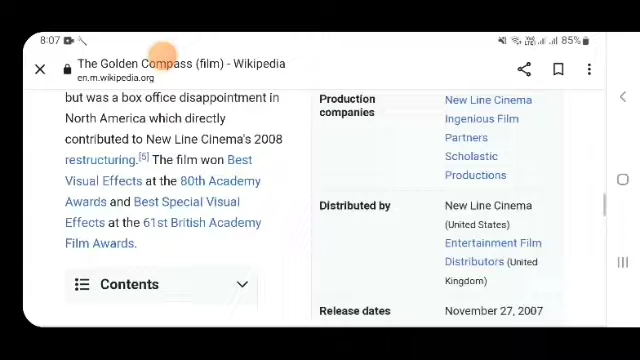 8:07 85%
The Golden Compass (film) - Wikipedia
en.m.wikipedia.org
but was a box office disappointment in
North America which directly
contributed to New Line Cinema's 2008
restructuring.[5] The film won Best
Visual Effects at the 80th Academy
Awards and Best Special Visual
Effects at the 61st British Academy
Film Awards.
Contents
Production
companies
New Line Cinema
Ingenious Film
Partners
Scholastic
Productions
Distributed by
New Line Cinema
(United States)
Entertainment Film
Distributors (United
Kingdom)
Release dates
November 27, 2007